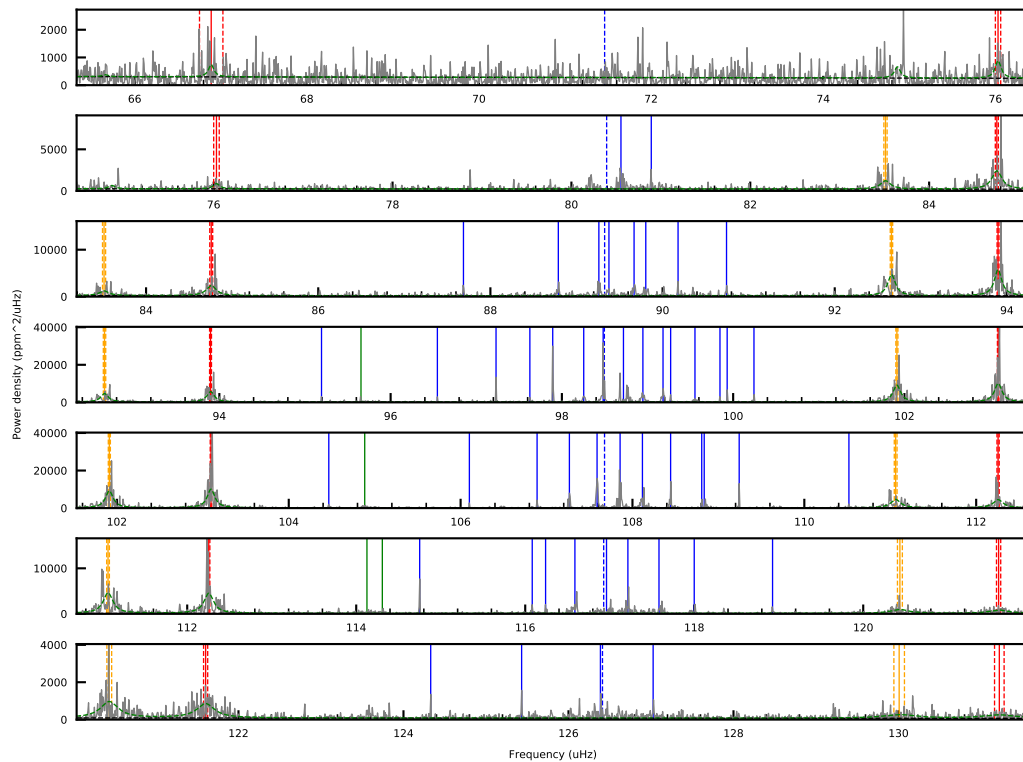 2000
1000
0
66 68 70 72 74 76
5000
0
76 78 80 82 84
10000
0
84 86 88 90 92 94
40000
20000
0
94 96 98 100 102
40000
20000
0
102 104 106 108 110 112
10000
0
112 114 116 118 120
4000
2000
0
122 124 126 128 130
Power density (ppm^2/uHz)
Frequency (uHz)